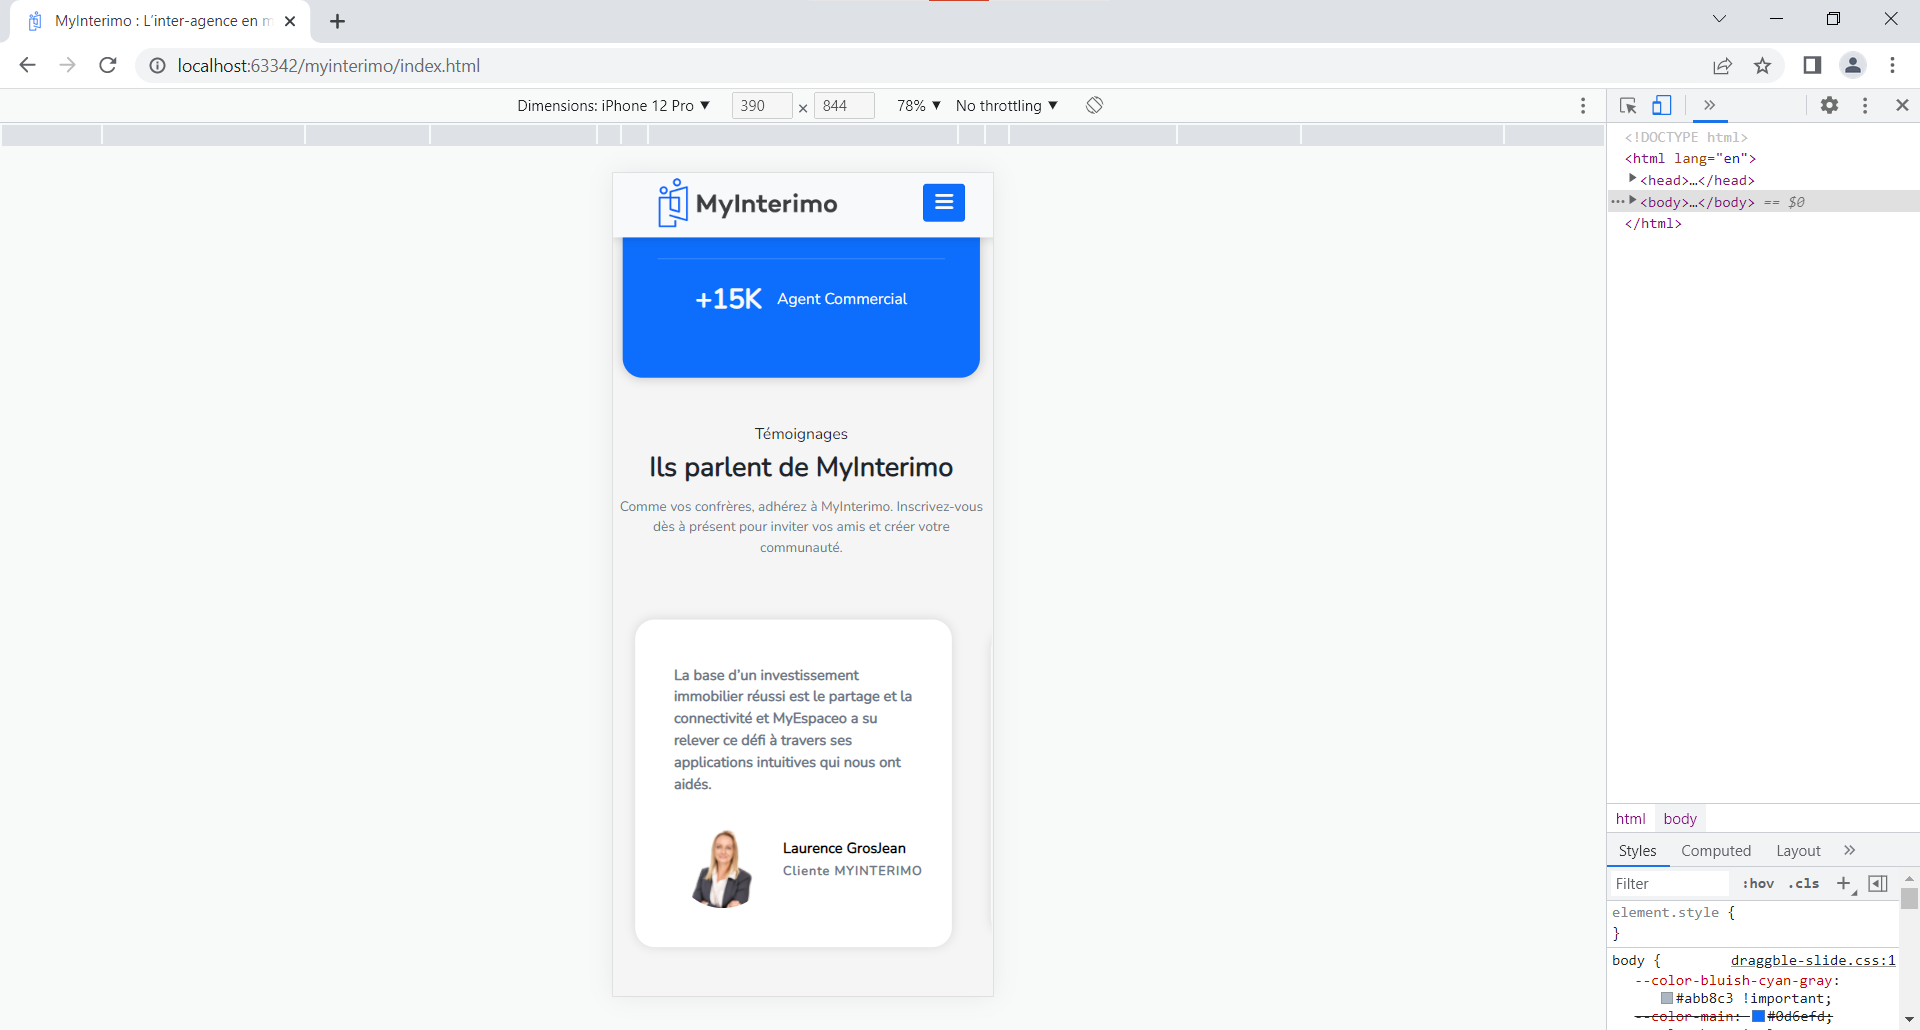 MyInterimo : L'inter-agence en m
localhost:63342/myinterimo/index.html
Dimensions: iPhone 12 Pro ▼ 390 × 844 78% ▼ No throttling ▼
<!DOCTYPE html>
<html lang="en">
<head>…</head>
<body>…</body> == $0
</html>
MyInterimo
+15K Agent Commercial
Témoignages
Ils parlent de MyInterimo
Comme vos confrères, adhérez à MyInterimo. Inscrivez-vous
dès à présent pour inviter vos amis et créer votre
communauté.
La base d'un investissement
immobilier réussi est le partage et la
connectivité et MyEspaceo a su
relever ce défi à travers ses
applications intuitives qui nous ont
aidés.
Laurence GrosJean
Cliente MYINTERIMO
html body
Styles Computed Layout
Filter :hov .cls
element.style {
}
body { draggble-slide.css:1
--color-bluish-cyan-gray:
#abb8c3 !important;
--color-main: #0d6efd;